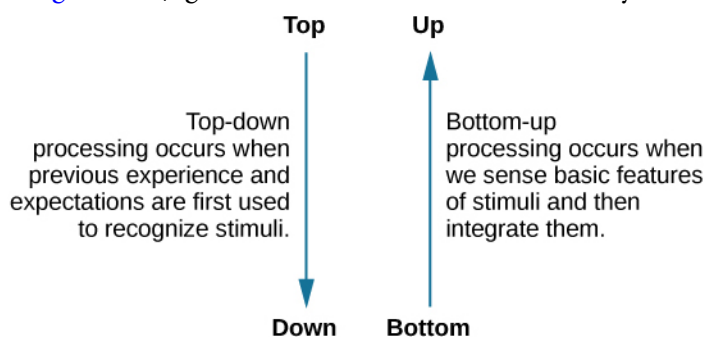 Top Up
Top-down
processing occurs when
previous experience and
expectations are first used
to recognize stimuli.
Bottom-up
processing occurs when
we sense basic features
of stimuli and then
integrate them.
Down Bottom